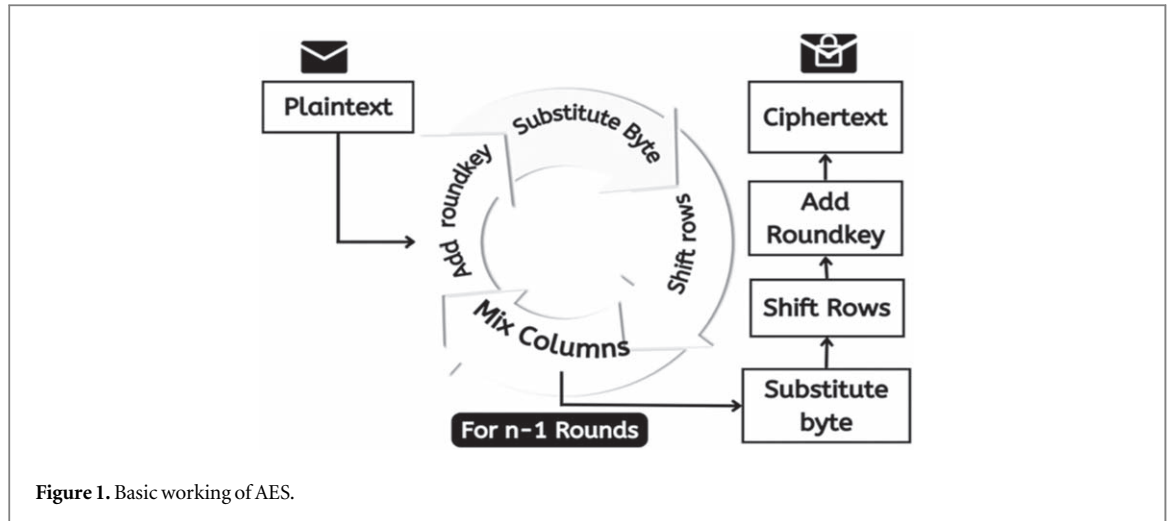 Plaintext
Add roundkey
Substitute Byte
Shift rows
Mix Columns
For n-1 Rounds
Substitute
byte
Shift Rows
Add
Roundkey
Ciphertext
Figure 1. Basic working of AES.